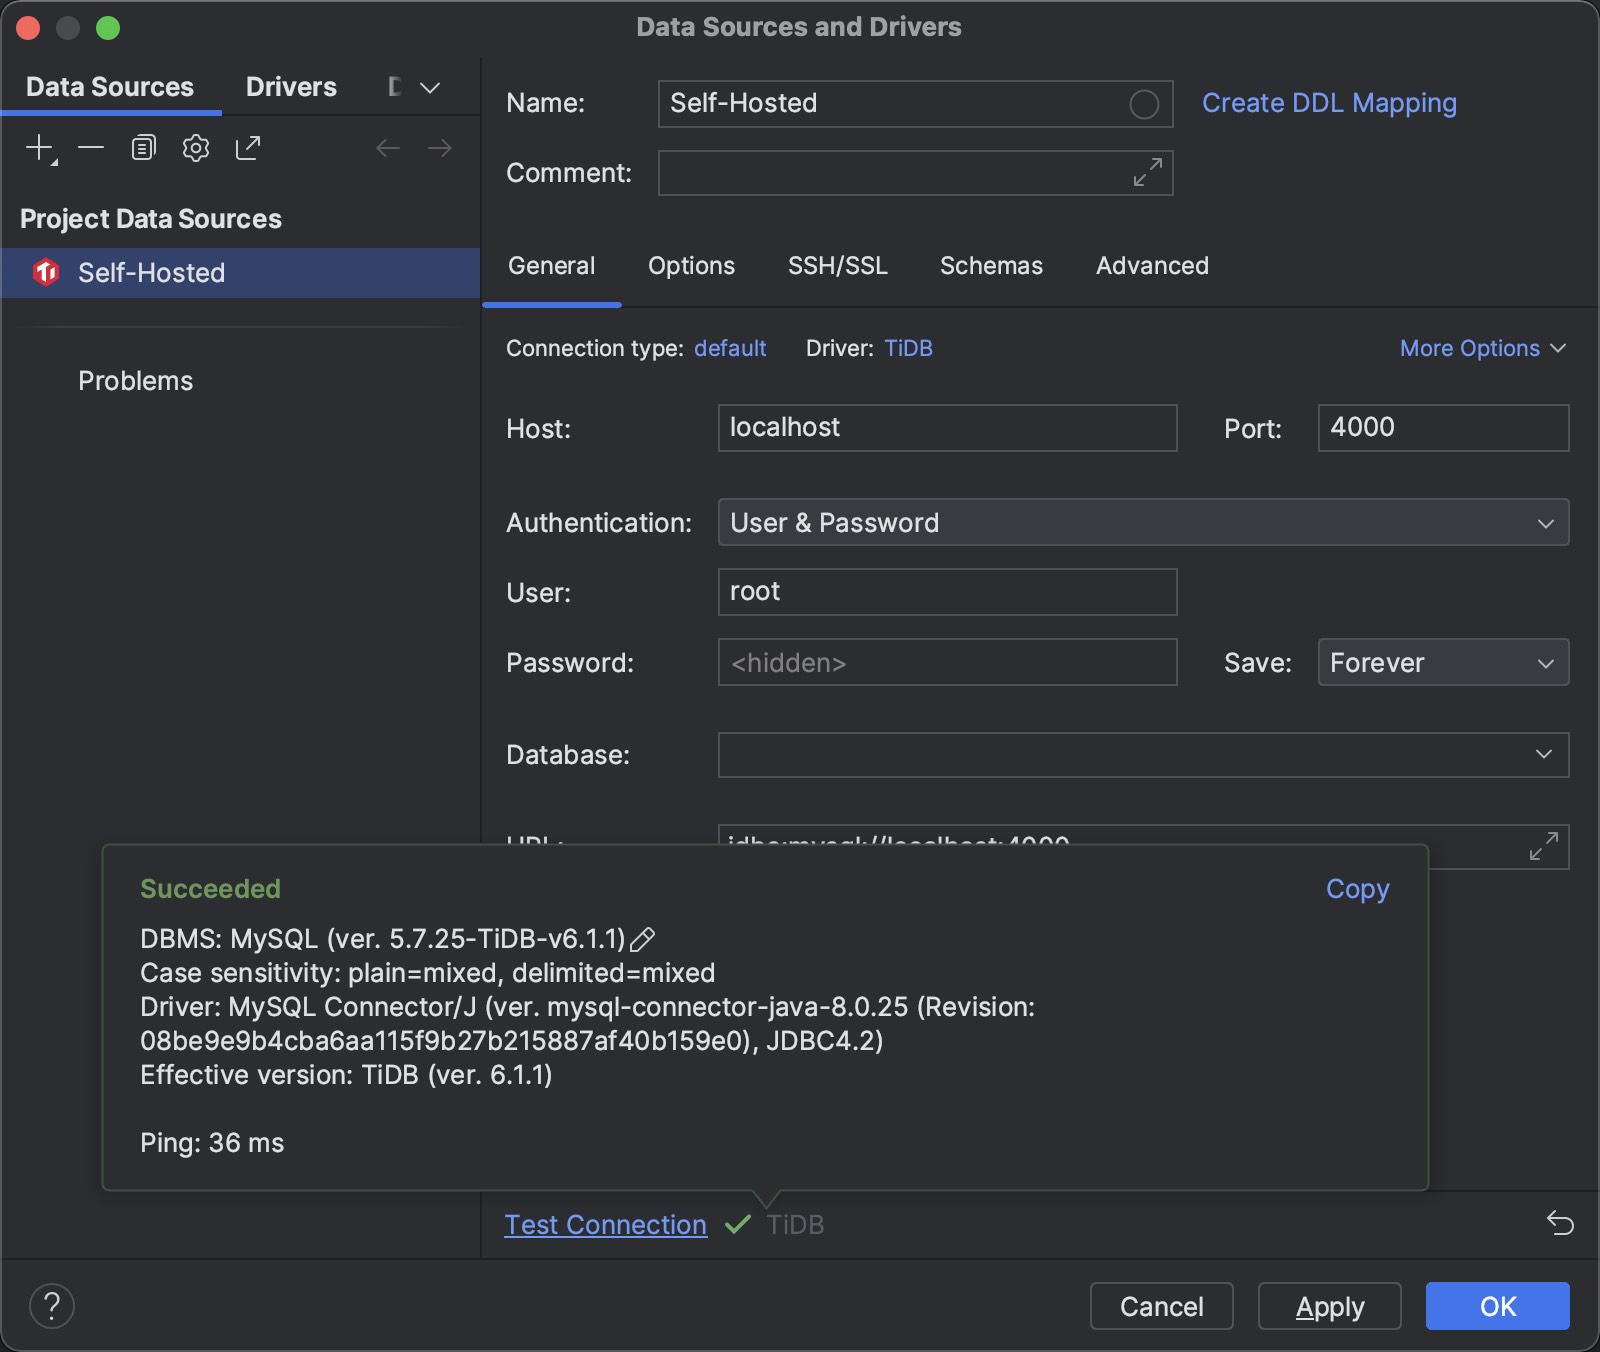 Data Sources and Drivers
Data Sources Drivers
Name: Self-Hosted Create DDL Mapping
Comment:
Project Data Sources
Self-Hosted
Problems
General Options SSH/SSL Schemas Advanced
Connection type: default Driver: TiDB More Options
Host: localhost Port: 4000
Authentication: User & Password
User: root
Password: <hidden> Save: Forever
Database:
URL: jdbc:mysql://localhost:4000
Succeeded Copy
DBMS: MySQL (ver. 5.7.25-TiDB-v6.1.1)
Case sensitivity: plain=mixed, delimited=mixed
Driver: MySQL Connector/J (ver. mysql-connector-java-8.0.25 (Revision:
08be9e9b4cba6aa115f9b27b215887af40b159e0), JDBC4.2)
Effective version: TiDB (ver. 6.1.1)
Ping: 36 ms
Test Connection TiDB
? Cancel Apply OK